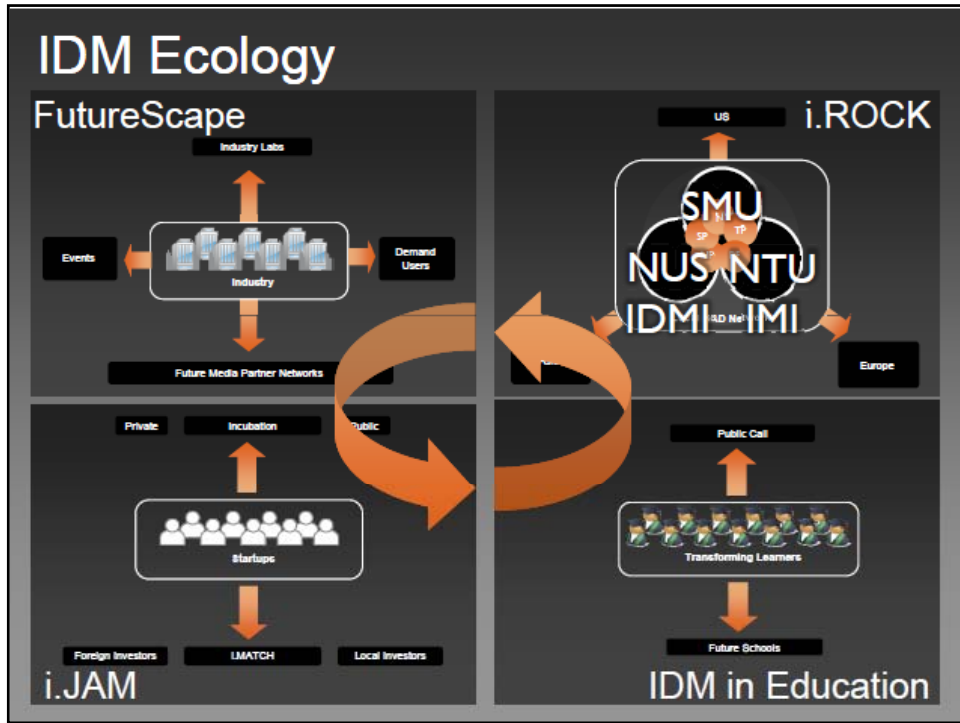 IDM Ecology
FutureScape
Industry Labs
Events
Demand
Users
Industry
Future Media Partner Networks
i.ROCK
US
SMU
SP
TP
NUS
NTU
IDMI
IMI
Europe
Private
Incubation
Public
Startups
Foreign Investors
i.MATCH
Local Investors
i.JAM
Public Call
Transforming Learners
Future Schools
IDM in Education